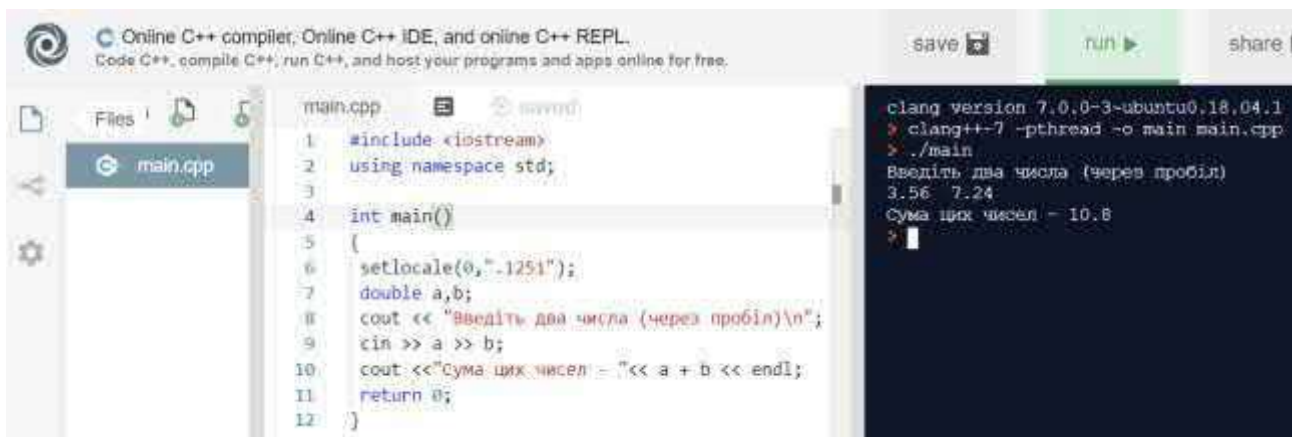 Online C++ compiler, Online C++ IDE, and online C++ REPL.
Code C++, compile C++, run C++, and host your programs and apps online for free.
save
run
share
Files
main.cpp
main.cpp
saved
1 #include <iostream>
2 using namespace std;
3
4 int main()
5 {
6 setlocale(0,".1251");
7 double a,b;
8 cout << "Введіть два числа (через пробіл)\n";
9 cin >> a >> b;
10 cout <<"Сума цих чисел - "<< a + b << endl;
11 return 0;
12 }
clang version 7.0.0-3~ubuntu0.18.04.1
> clang++-7 -pthread -o main main.cpp
> ./main
Введіть два числа (через пробіл)
3.56 7.24
Сума цих чисел - 10.8
>